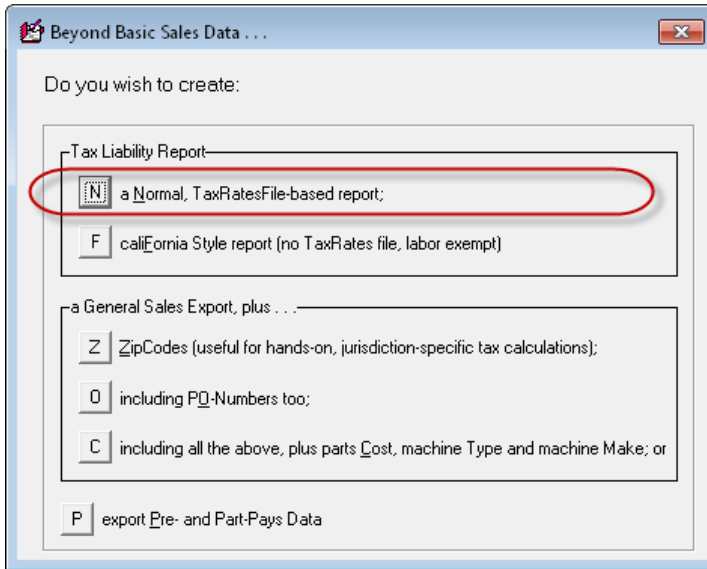 Beyond Basic Sales Data . . .
Do you wish to create:
Tax Liability Report
N a Normal, TaxRatesFile-based report;
F caliFornia Style report (no TaxRates file, labor exempt)
a General Sales Export, plus . . .
Z ZipCodes (useful for hands-on, jurisdiction-specific tax calculations);
O including PO-Numbers too;
C including all the above, plus parts Cost, machine Type and machine Make; or
P export Pre- and Part-Pays Data